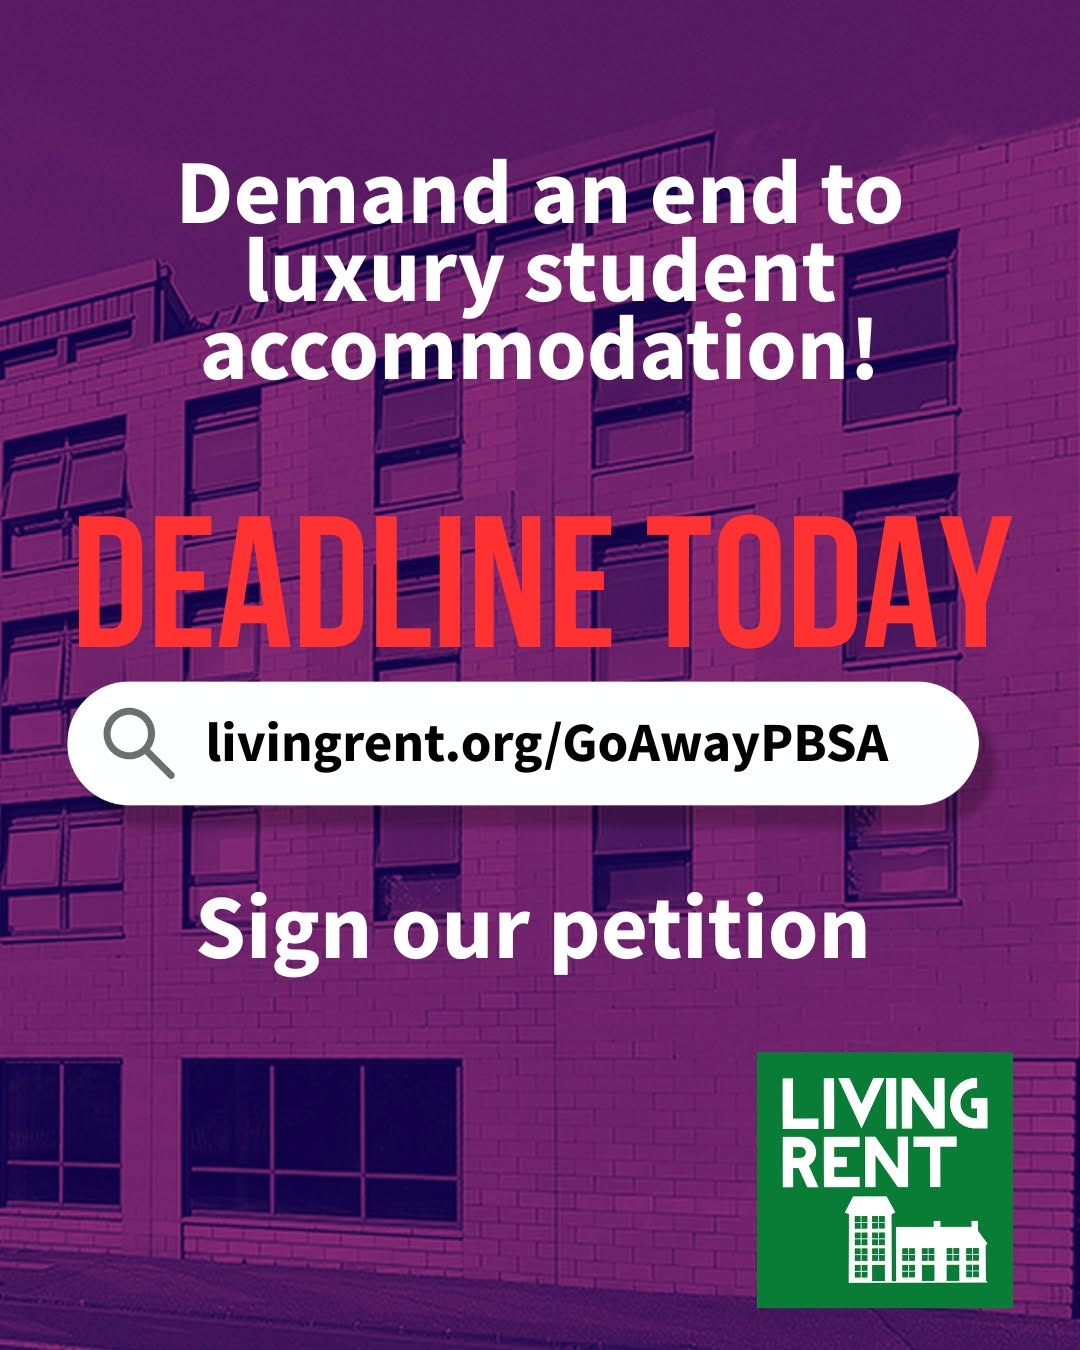 Demand an end to
luxury student
accommodation!
DEADLINE TODAY
livingrent.org/GoAwayPBSA
Sign our petition
LIVING
RENT